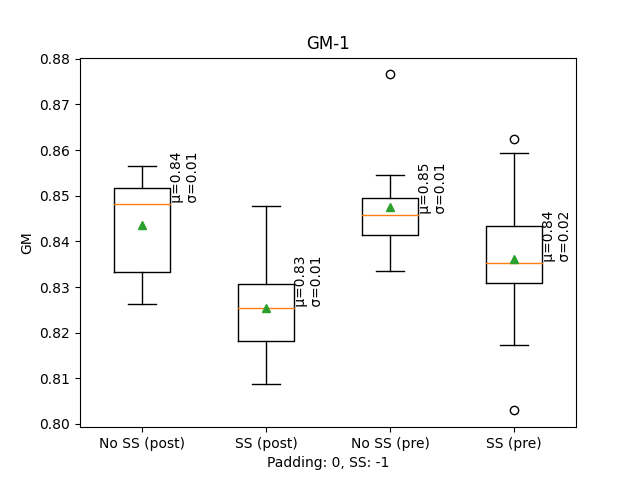 GM-1
0.88
0.87
0.86
0.85
0.84
0.83
0.82
0.81
0.80
GM
μ=0.84
σ=0.01
μ=0.83
σ=0.01
μ=0.85
σ=0.01
μ=0.84
σ=0.02
No SS (post)
SS (post)
No SS (pre)
SS (pre)
Padding: 0, SS: -1